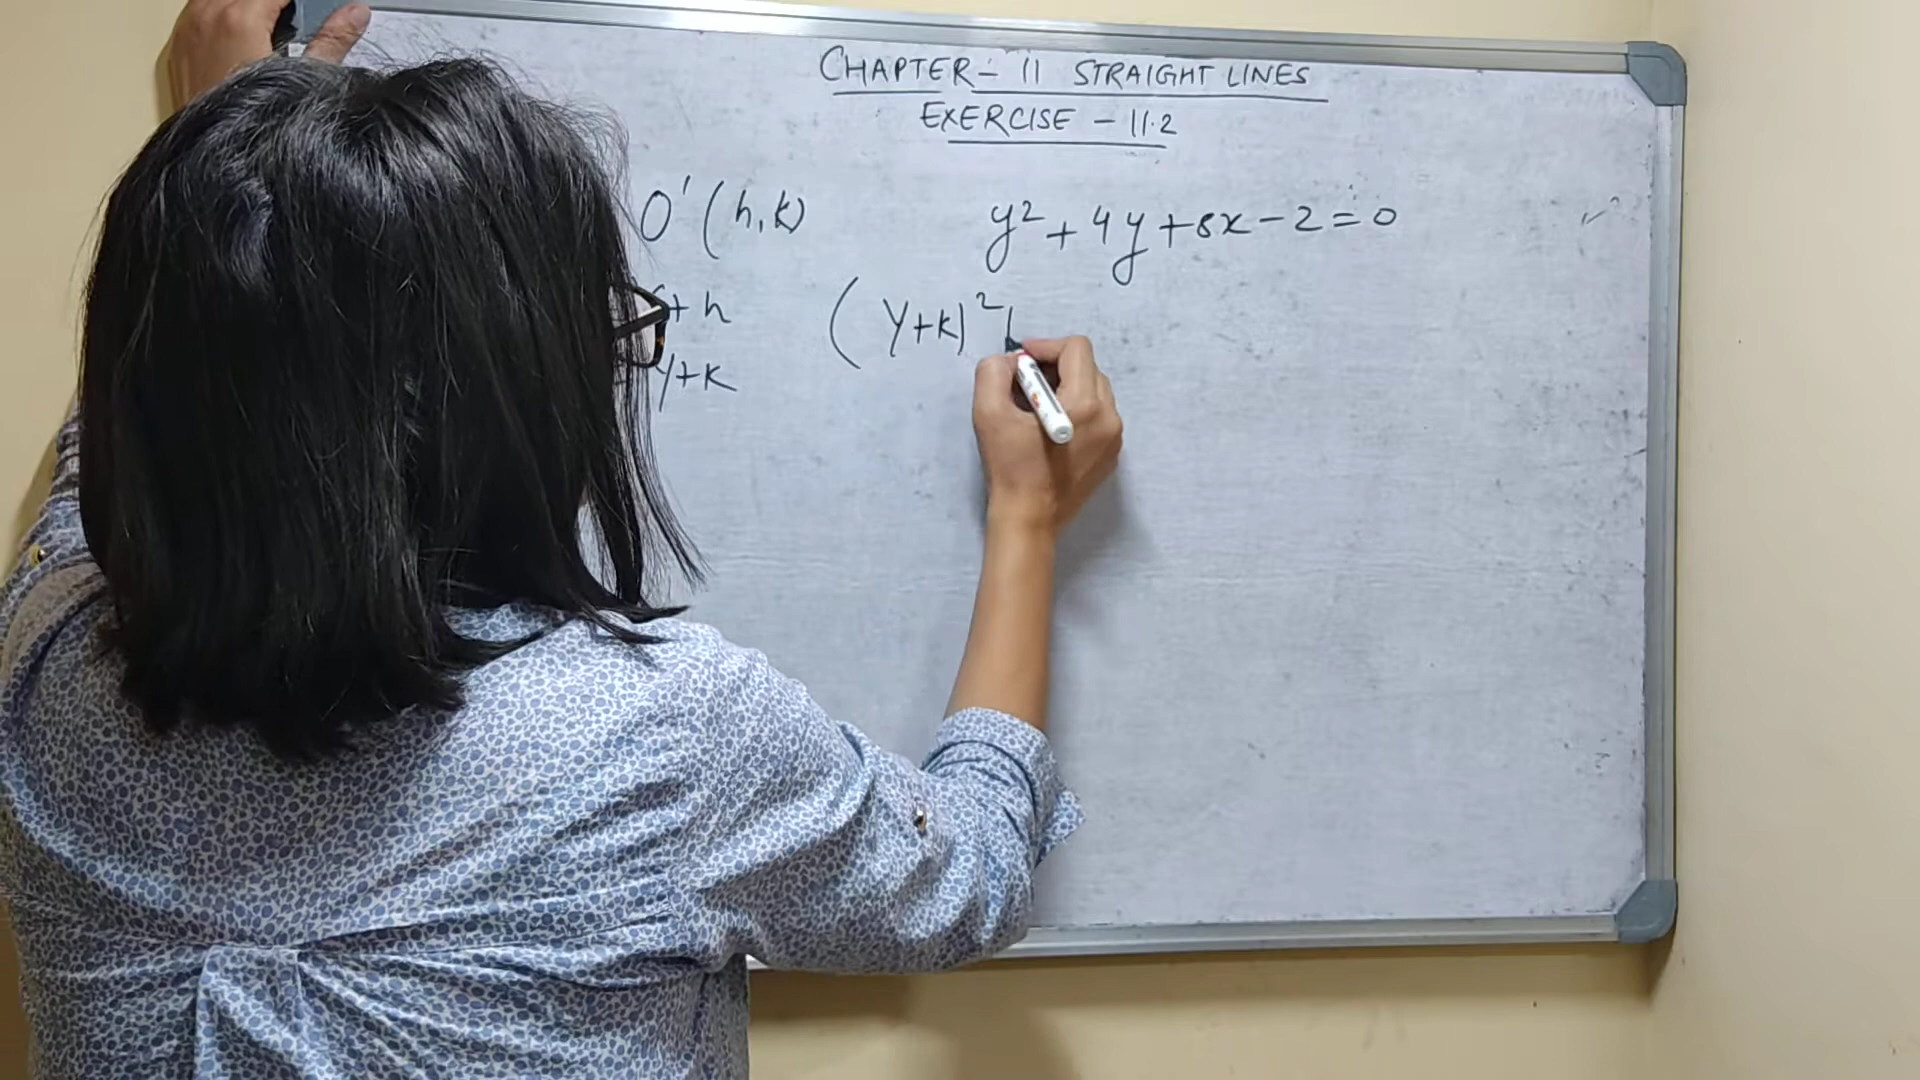 CHAPTER - 11 STRAIGHT LINES
EXERCISE - 11.2
O' (h, k)
y² + 4y + 8x - 2 = 0
+ h
(Y+k)²
Y+k